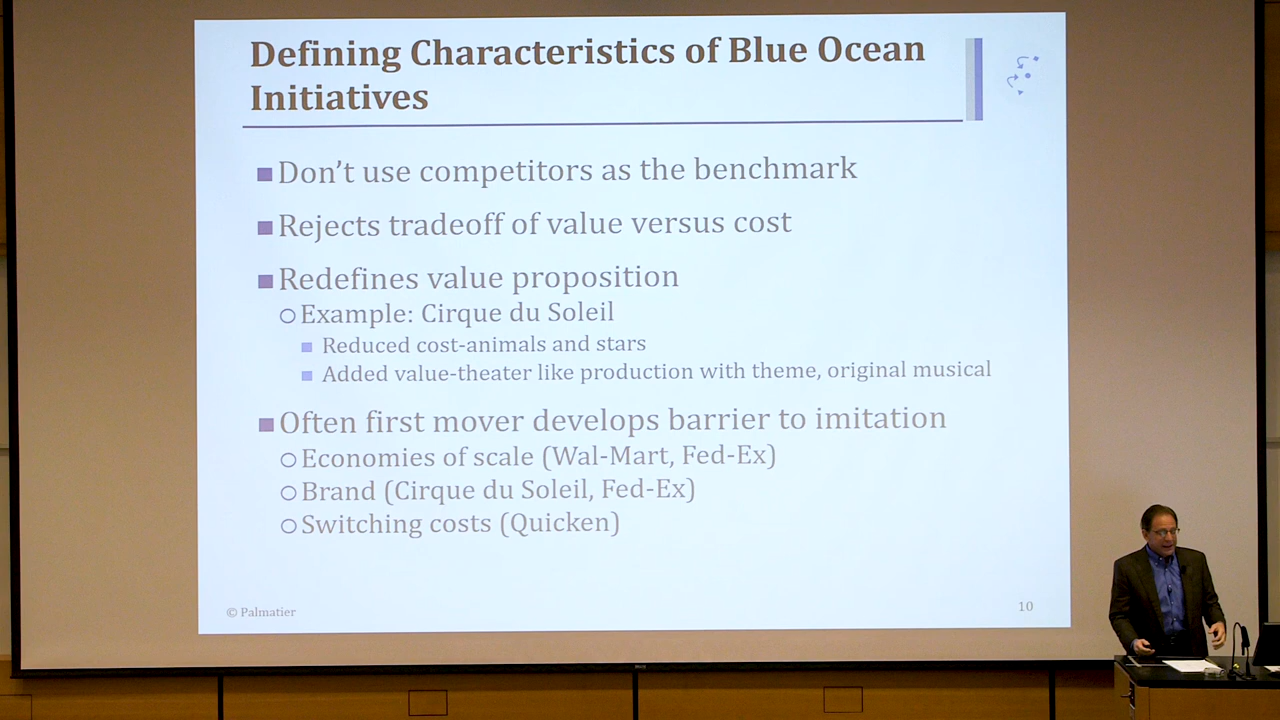 Defining Characteristics of Blue Ocean
Initiatives
Don't use competitors as the benchmark
Rejects tradeoff of value versus cost
Redefines value proposition
Example: Cirque du Soleil
Reduced cost-animals and stars
Added value-theater like production with theme, original musical
Often first mover develops barrier to imitation
Economies of scale (Wal-Mart, Fed-Ex)
Brand (Cirque du Soleil, Fed-Ex)
Switching costs (Quicken)
© Palmatier
10